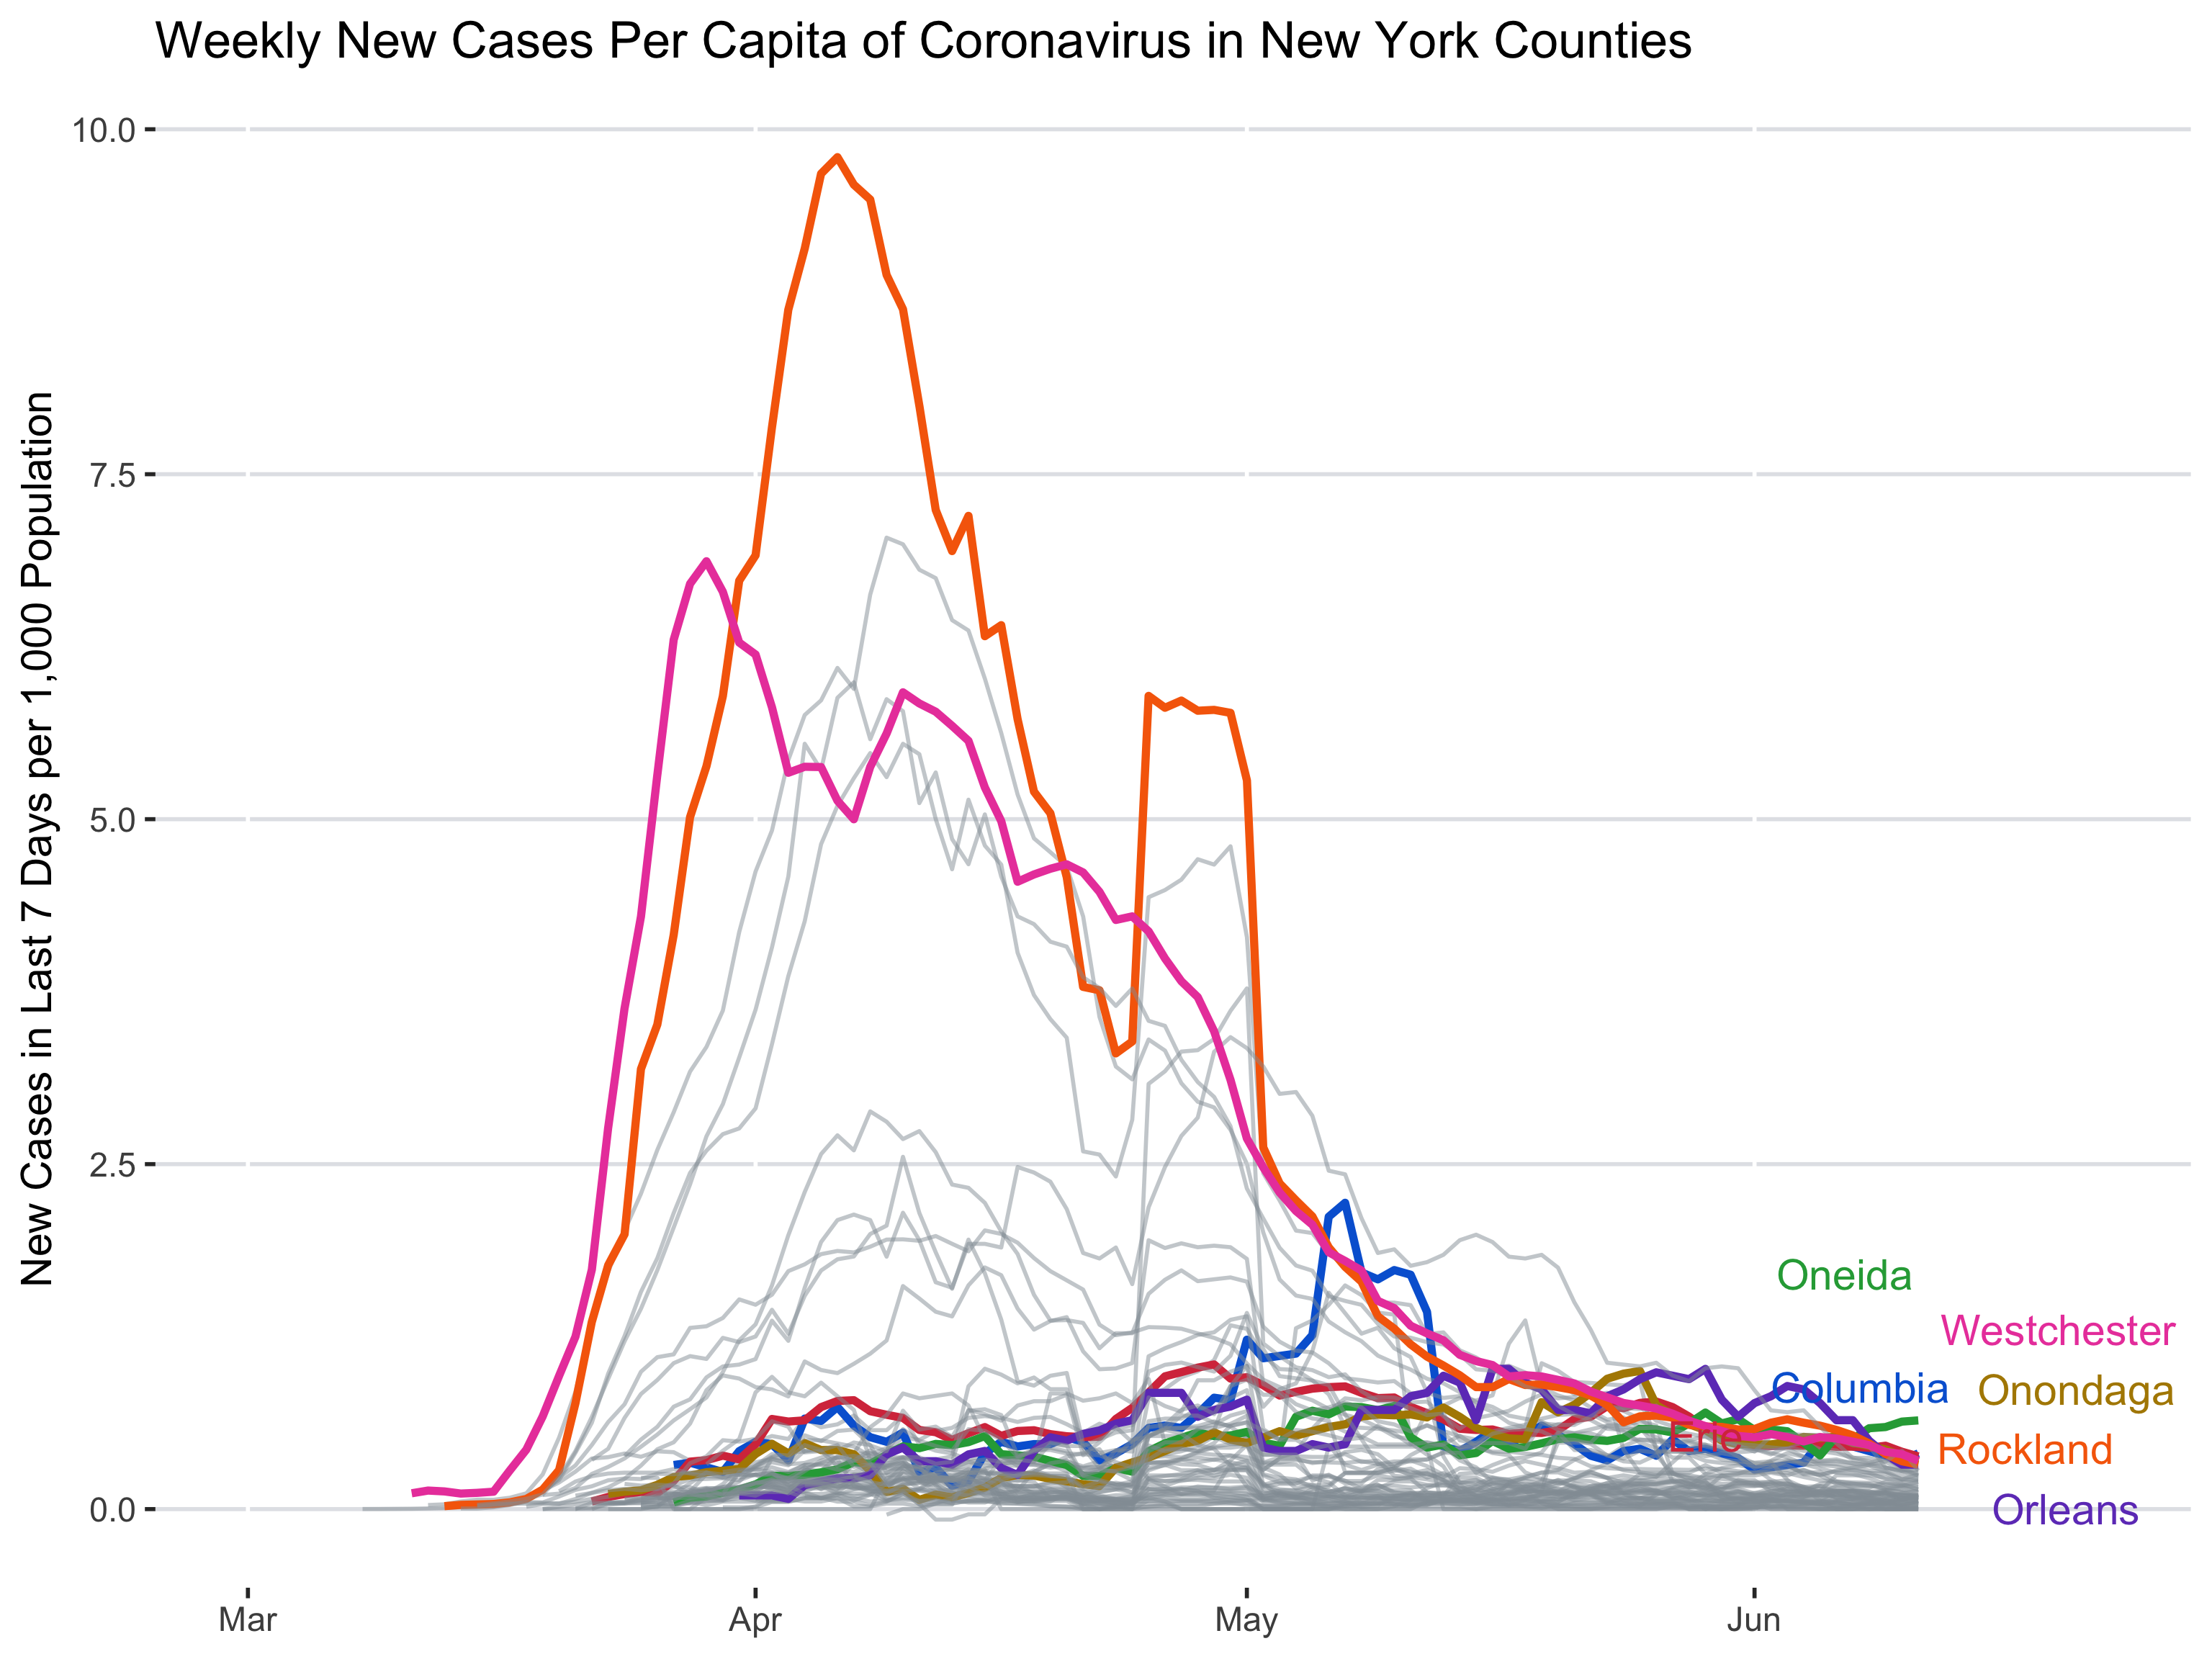 Weekly New Cases Per Capita of Coronavirus in New York Counties
New Cases in Last 7 Days per 1,000 Population
10.0
7.5
5.0
2.5
0.0
Mar
Apr
May
Jun
Oneida
Westchester
Columbia
Onondaga
Erie
Rockland
Orleans